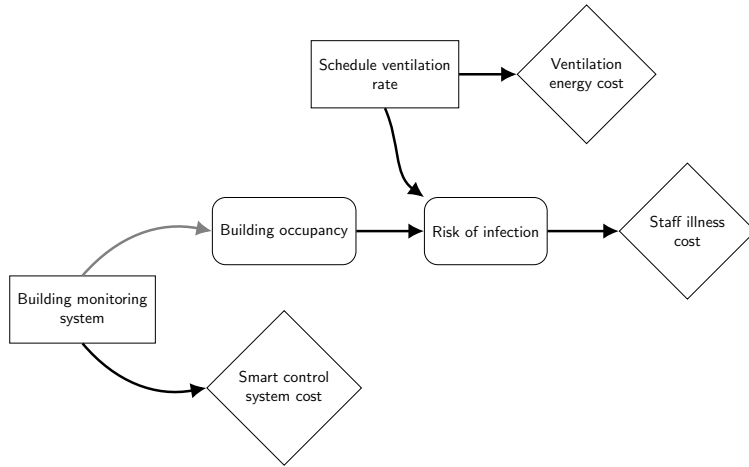 Schedule ventilation
rate
Ventilation
energy cost
Building occupancy
Risk of infection
Staff illness
cost
Building monitoring
system
Smart control
system cost